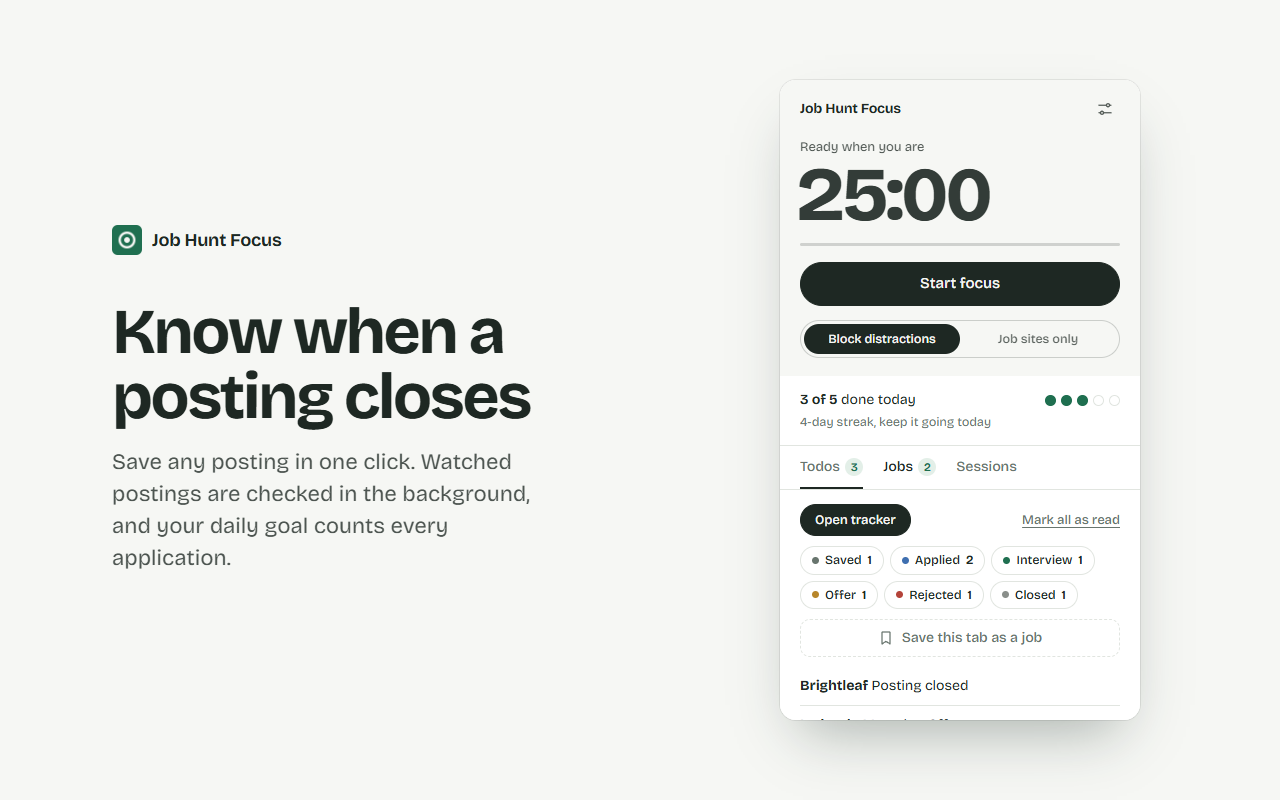 Job Hunt Focus
Know when a
posting closes
Save any posting in one click. Watched
postings are checked in the background,
and your daily goal counts every
application.
Job Hunt Focus
Ready when you are
25:00
Start focus
Block distractions
Job sites only
3 of 5 done today
4-day streak, keep it going today
Todos 3
Jobs 2
Sessions
Open tracker
Mark all as read
Saved 1
Applied 2
Interview 1
Offer 1
Rejected 1
Closed 1
Save this tab as a job
Brightleaf Posting closed